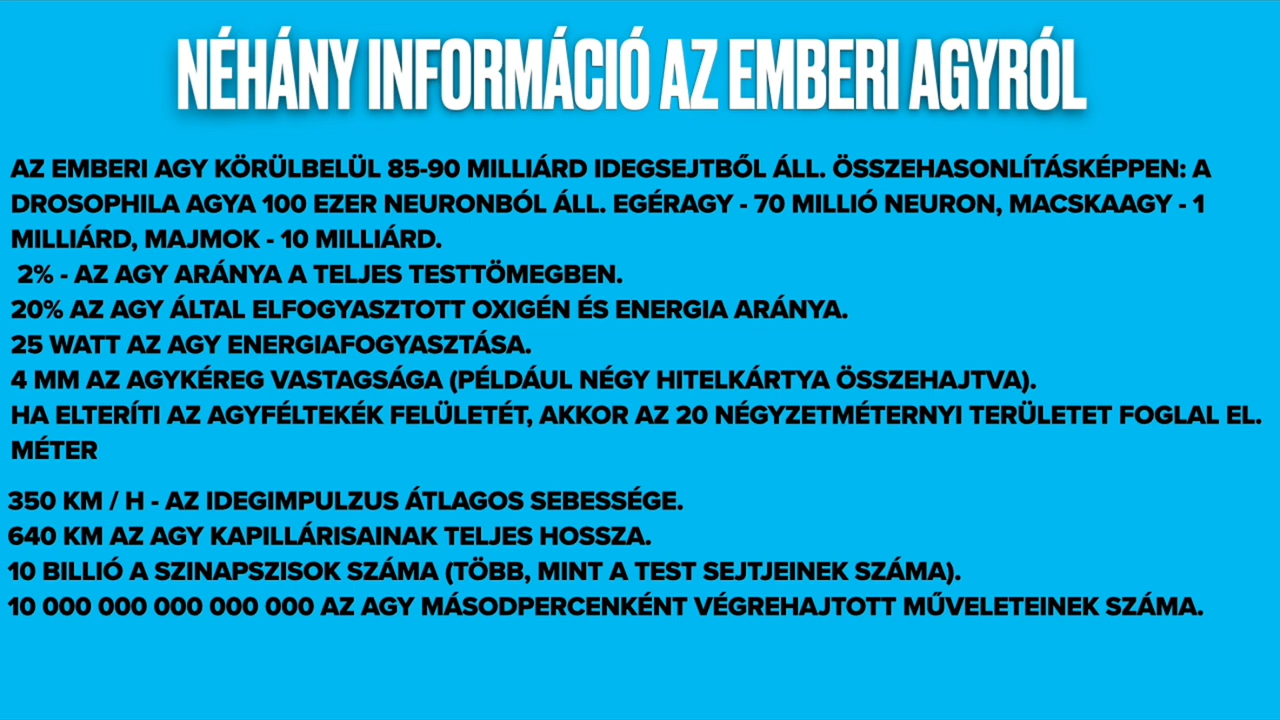 NÉHÁNY INFORMÁCIÓ AZ EMBERI AGYRÓL
AZ EMBERI AGY KÖRÜLBELÜL 85-90 MILLIÁRD IDEGSEJTBŐL ÁLL. ÖSSZEHASONLÍTÁSKÉPPEN: A
DROSOPHILA AGYA 100 EZER NEURONBÓL ÁLL. EGÉRAGY - 70 MILLIÓ NEURON, MACSKAAGY - 1
MILLIÁRD, MAJMOK - 10 MILLIÁRD.
2% - AZ AGY ARÁNYA A TELJES TESTTÖMEGBEN.
20% AZ AGY ÁLTAL ELFOGYASZTOTT OXIGÉN ÉS ENERGIA ARÁNYA.
25 WATT AZ AGY ENERGIAFOGYASZTÁSA.
4 MM AZ AGYKÉREG VASTAGSÁGA (PÉLDÁUL NÉGY HITELKÁRTYA ÖSSZEHAJTVA).
HA ELTERÍTI AZ AGYFÉLTEKÉK FELÜLETÉT, AKKOR AZ 20 NÉGYZETMÉTERNYI TERÜLETET FOGLAL EL.
MÉTER
350 KM / H - AZ IDEGIMPULZUS ÁTLAGOS SEBESSÉGE.
640 KM AZ AGY KAPILLÁRISAINAK TELJES HOSSZA.
10 BILLIÓ A SZINAPSZISOK SZÁMA (TÖBB, MINT A TEST SEJTJEINEK SZÁMA).
10 000 000 000 000 000 AZ AGY MÁSODPERCENKÉNT VÉGREHAJTOTT MŰVELETEINEK SZÁMA.